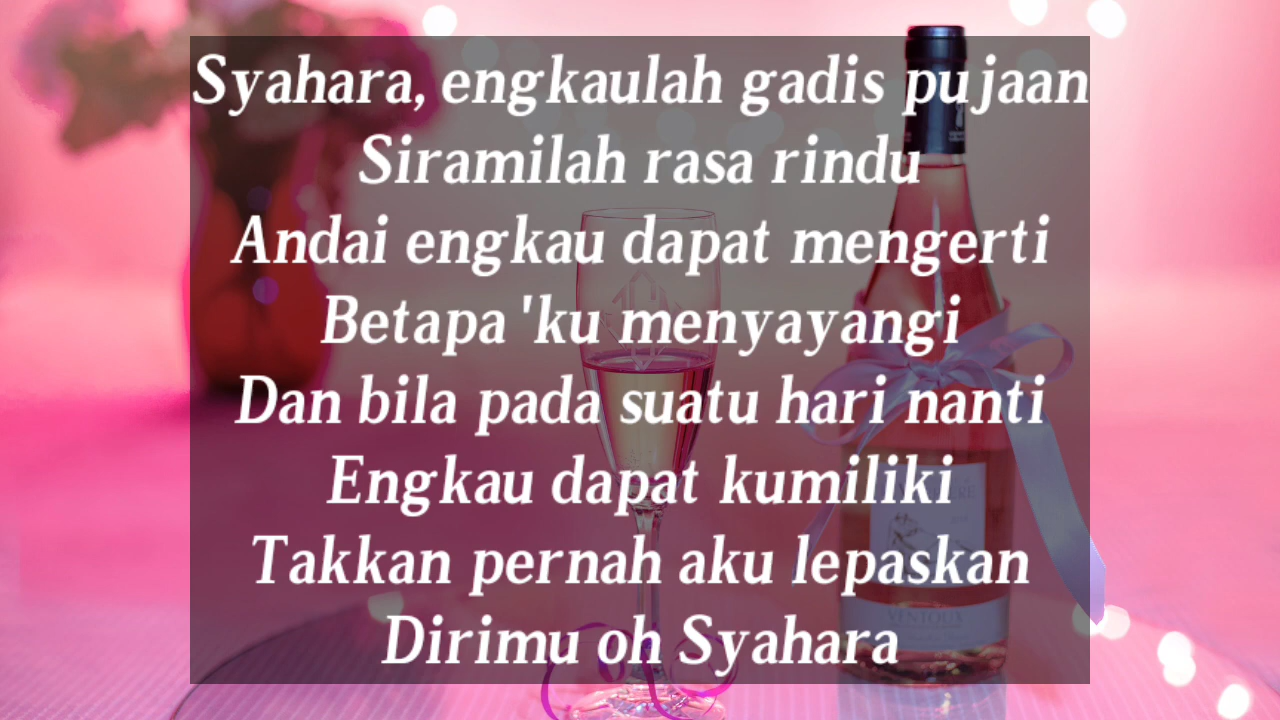 Syahara, engkaulah gadis pujaan
Siramilah rasa rindu
Andai engkau dapat mengerti
Betapa 'ku menyayangi
Dan bila pada suatu hari nanti
Engkau dapat kumiliki
Takkan pernah aku lepaskan
Dirimu oh Syahara
VENTOUX